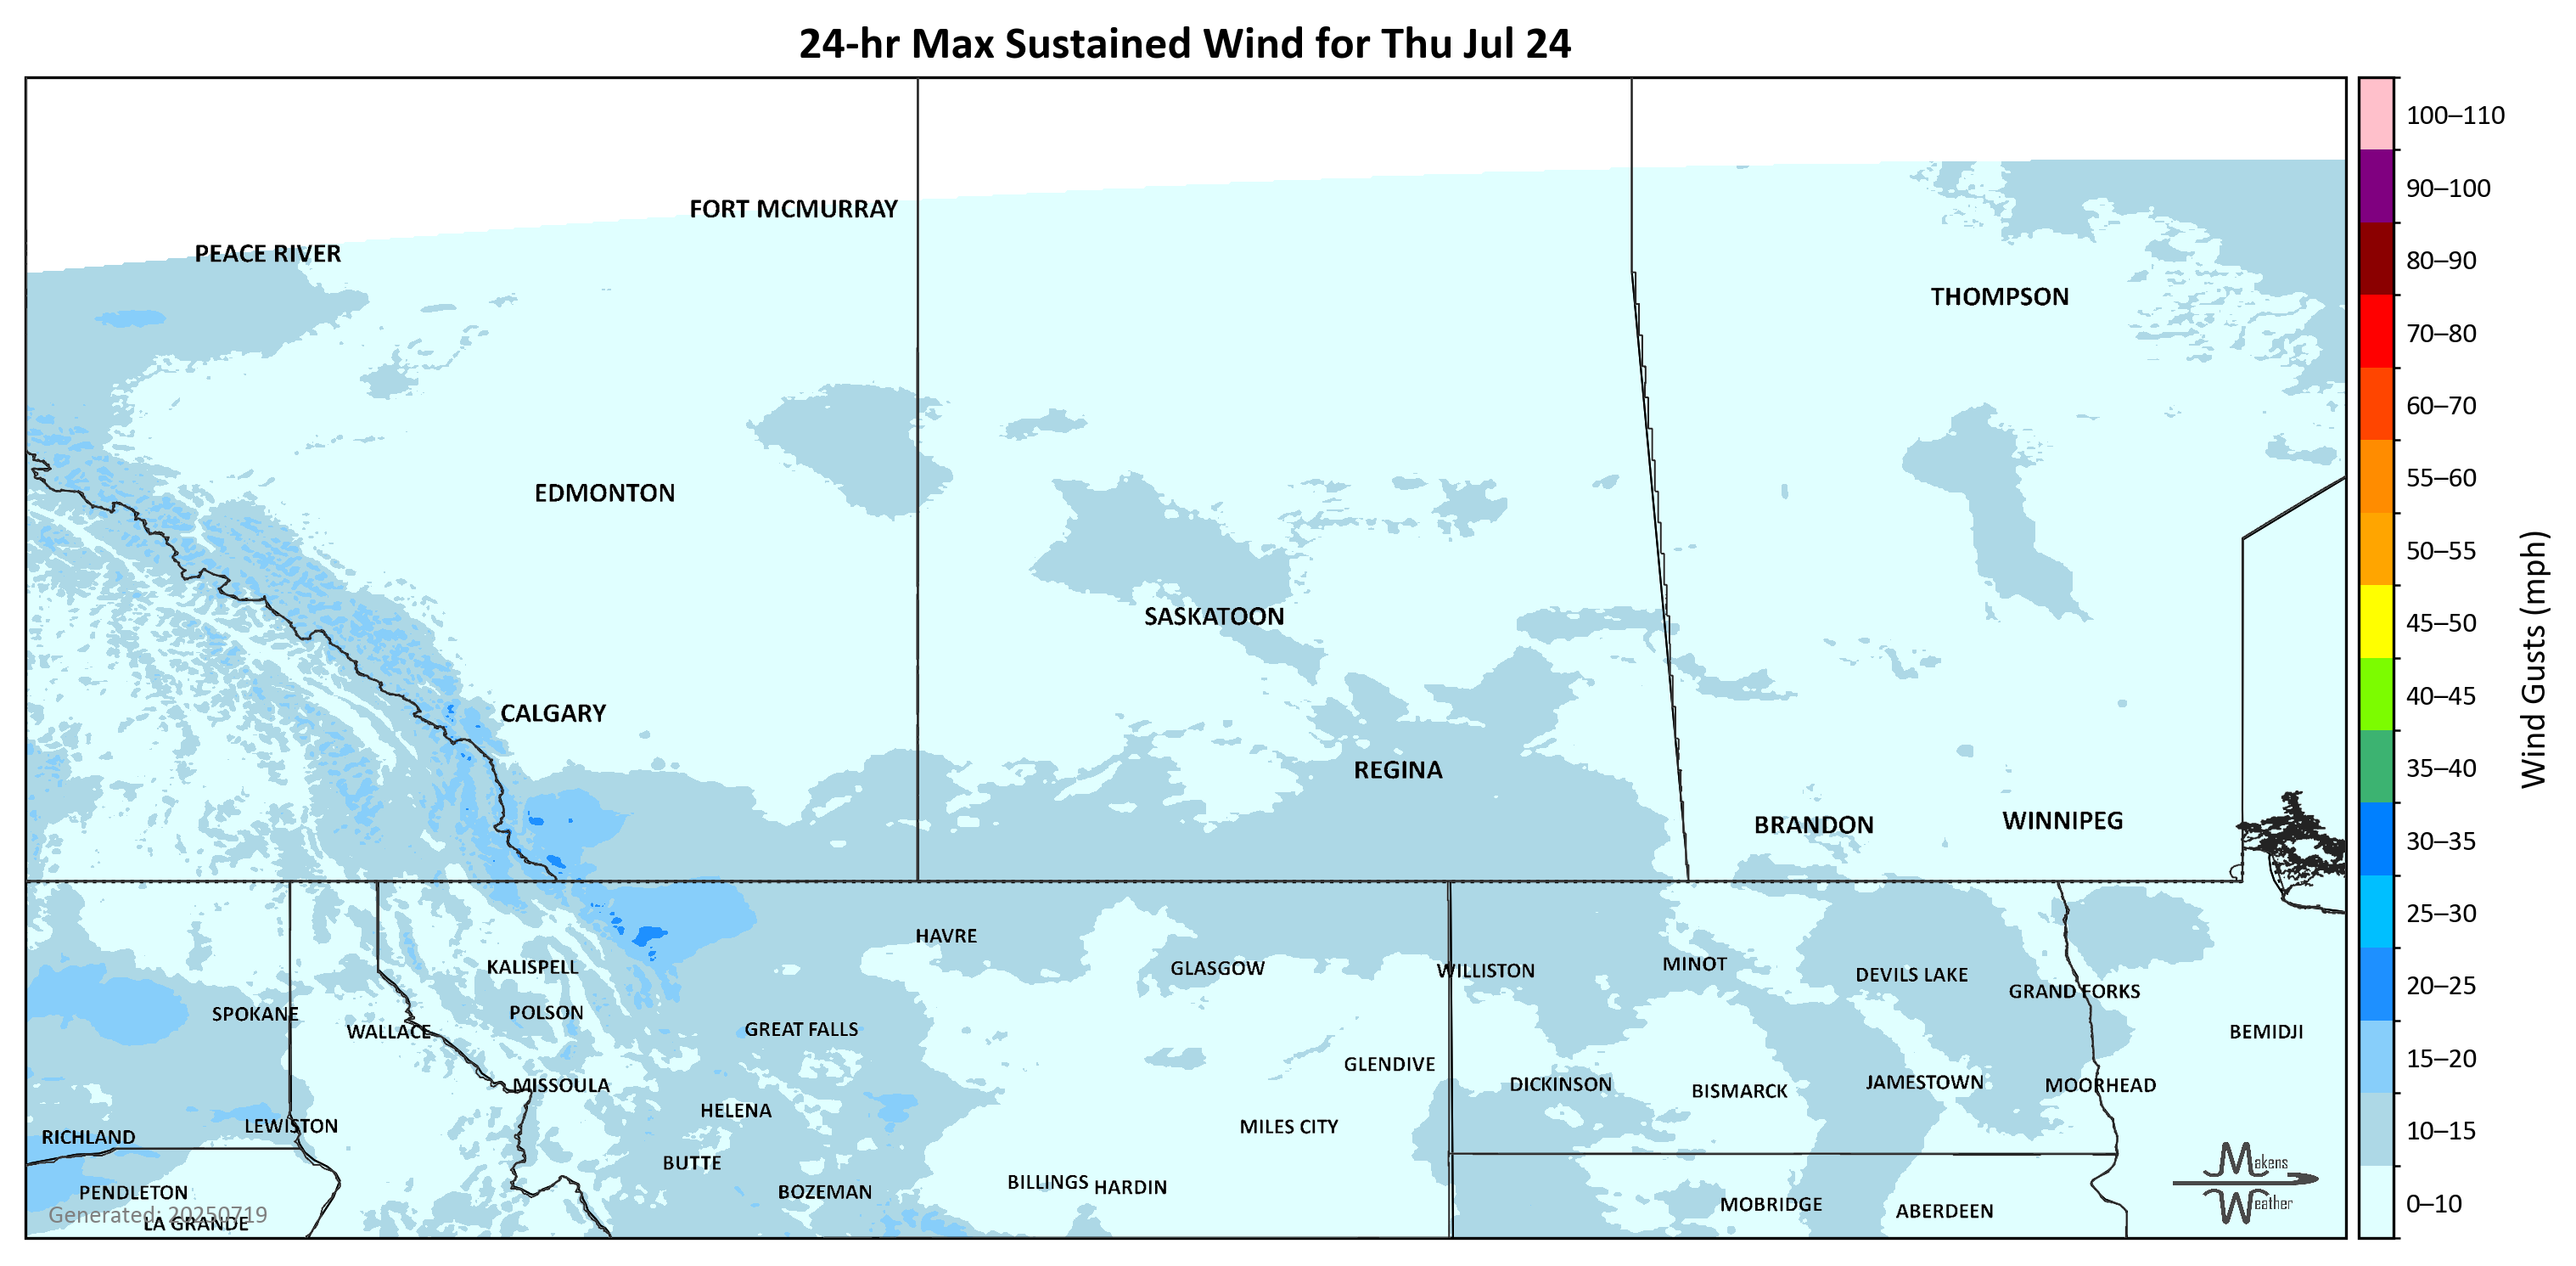 24-hr Max Sustained Wind for Thu Jul 24
FORT MCMURRAY
PEACE RIVER
THOMPSON
EDMONTON
SASKATOON
CALGARY
REGINA
BRANDON
WINNIPEG
HAVRE
KALISPELL
GLASGOW
WILLISTON
MINOT
DEVILS LAKE
GRAND FORKS
SPOKANE
POLSON
WALLACE
GREAT FALLS
BEMIDJI
GLENDIVE
MISSOULA
DICKINSON
BISMARCK
JAMESTOWN
MOORHEAD
HELENA
LEWISTON
MILES CITY
RICHLAND
BUTTE
BOZEMAN
BILLINGS
HARDIN
PENDLETON
MOBRIDGE
ABERDEEN
Generated: 20250719
LA GRANDE
Makens
Weather
100–110
90–100
80–90
70–80
60–70
55–60
50–55
45–50
40–45
35–40
30–35
25–30
20–25
15–20
10–15
0–10
Wind Gusts (mph)